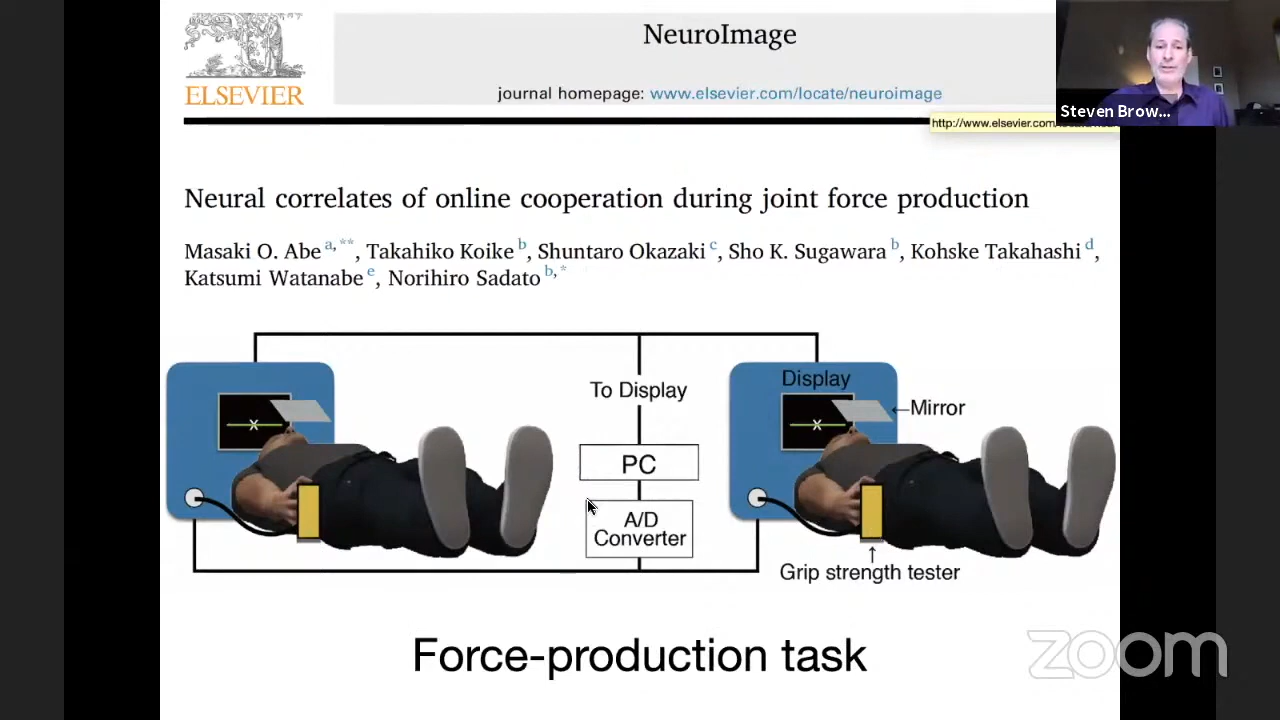 NeuroImage
ELSEVIER
journal homepage: www.elsevier.com/locate/neuroimage
Steven Brow...
Neural correlates of online cooperation during joint force production
Masaki O. Abe a,**, Takahiko Koike b, Shuntaro Okazaki c, Sho K. Sugawara b, Kohske Takahashi d,
Katsumi Watanabe e, Norihiro Sadato b,*
To Display
Display
←Mirror
x
x
PC
A/D
Converter
↑
Grip strength tester
Force-production task
zoom